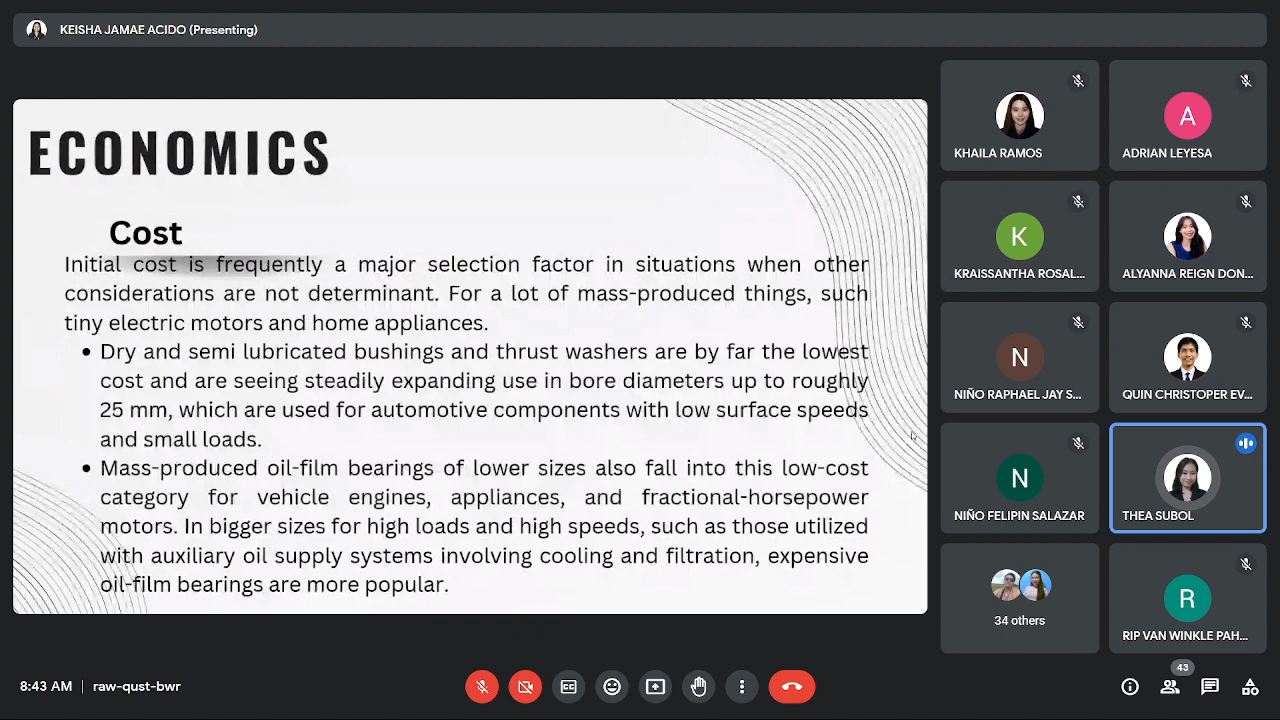 KEISHA JAMAE ACIDO (Presenting)
ECONOMICS
Cost
Initial cost is frequently a major selection factor in situations when other
considerations are not determinant. For a lot of mass-produced things, such
tiny electric motors and home appliances.
• Dry and semi lubricated bushings and thrust washers are by far the lowest
cost and are seeing steadily expanding use in bore diameters up to roughly
25 mm, which are used for automotive components with low surface speeds
and small loads.
• Mass-produced oil-film bearings of lower sizes also fall into this low-cost
category for vehicle engines, appliances, and fractional-horsepower
motors. In bigger sizes for high loads and high speeds, such as those utilized
with auxiliary oil supply systems involving cooling and filtration, expensive
oil-film bearings are more popular.
KHAILA RAMOS
A
ADRIAN LEYESA
K
KRAISSANTHA ROSAL...
ALYANNA REIGN DON...
N
NIÑO RAPHAEL JAY S...
QUIN CHRISTOPER EV...
N
NIÑO FELIPIN SALAZAR
THEA SUBOL
34 others
R
RIP VAN WINKLE PAH...
8:43 AM | raw-qust-bwr
43